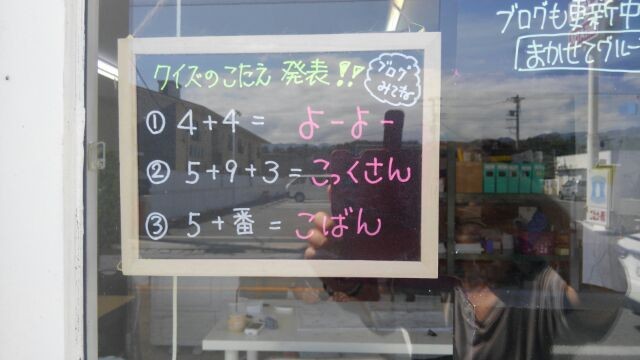 クイズのこたえ 発表!!
ブログ
みてね
① 4+4= よーよー
② 5+9+3=こっくさん
③ 5+番=こばん
ブログも更新中
まかせてグルー